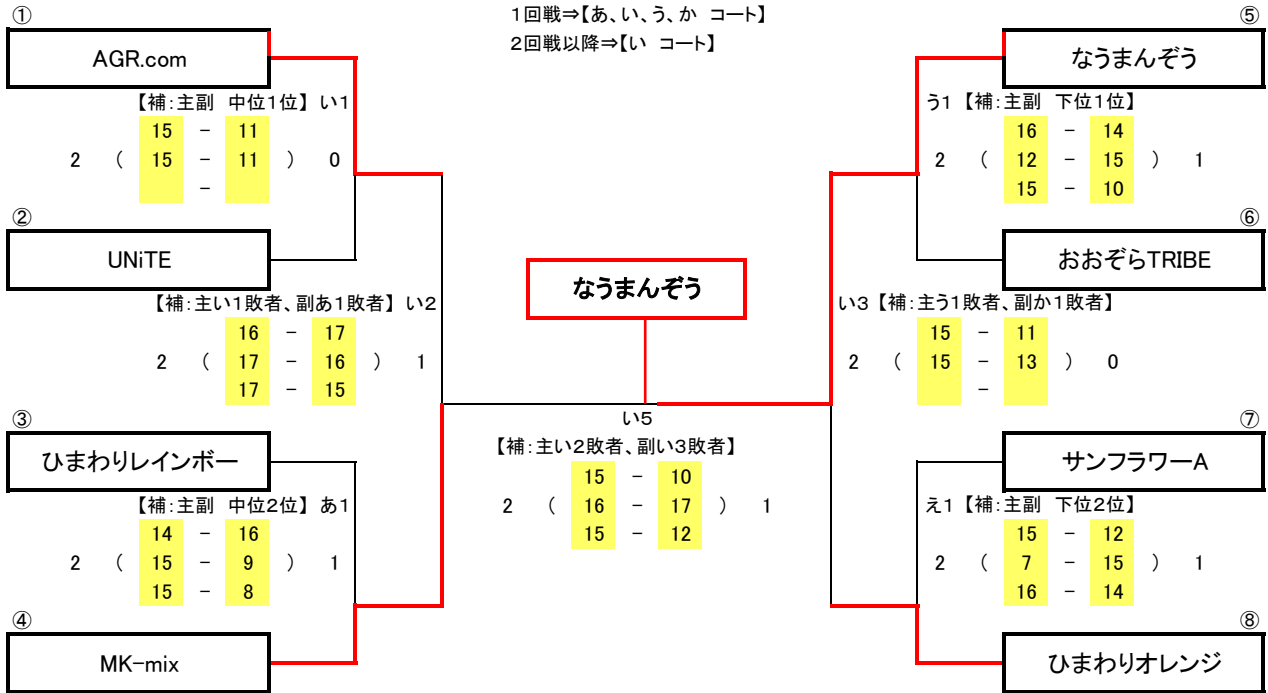 ① 1回戦⇒【あ、い、う、か コート】 ⑤
AGR.com 2回戦以降⇒【い コート】 なうまんぞう
【補:主副 中位1位】 い1 う1 【補:主副 下位1位】
15 - 11 16 - 14
2 ( 15 - 11 ) 0 2 ( 12 - 15 ) 1
- 15 - 10
② ⑥
UNiTE おおぞらTRIBE
なうまんぞう
【補:主い1敗者、副あ1敗者】 い2 い3 【補:主う1敗者、副か1敗者】
16 - 17 15 - 11
2 ( 17 - 16 ) 1 2 ( 15 - 13 ) 0
17 - 15 -
③ い5 ⑦
ひまわりレインボー 【補:主い2敗者、副い3敗者】 サンフラワーA
15 - 10
【補:主副 中位2位】 あ1 2 ( 16 - 17 ) 1 え1 【補:主副 下位2位】
14 - 16 15 - 12 15 - 12
2 ( 15 - 9 ) 1 2 ( 7 - 15 ) 1
15 - 8 16 - 14
④ ⑧
MK-mix ひまわりオレンジ